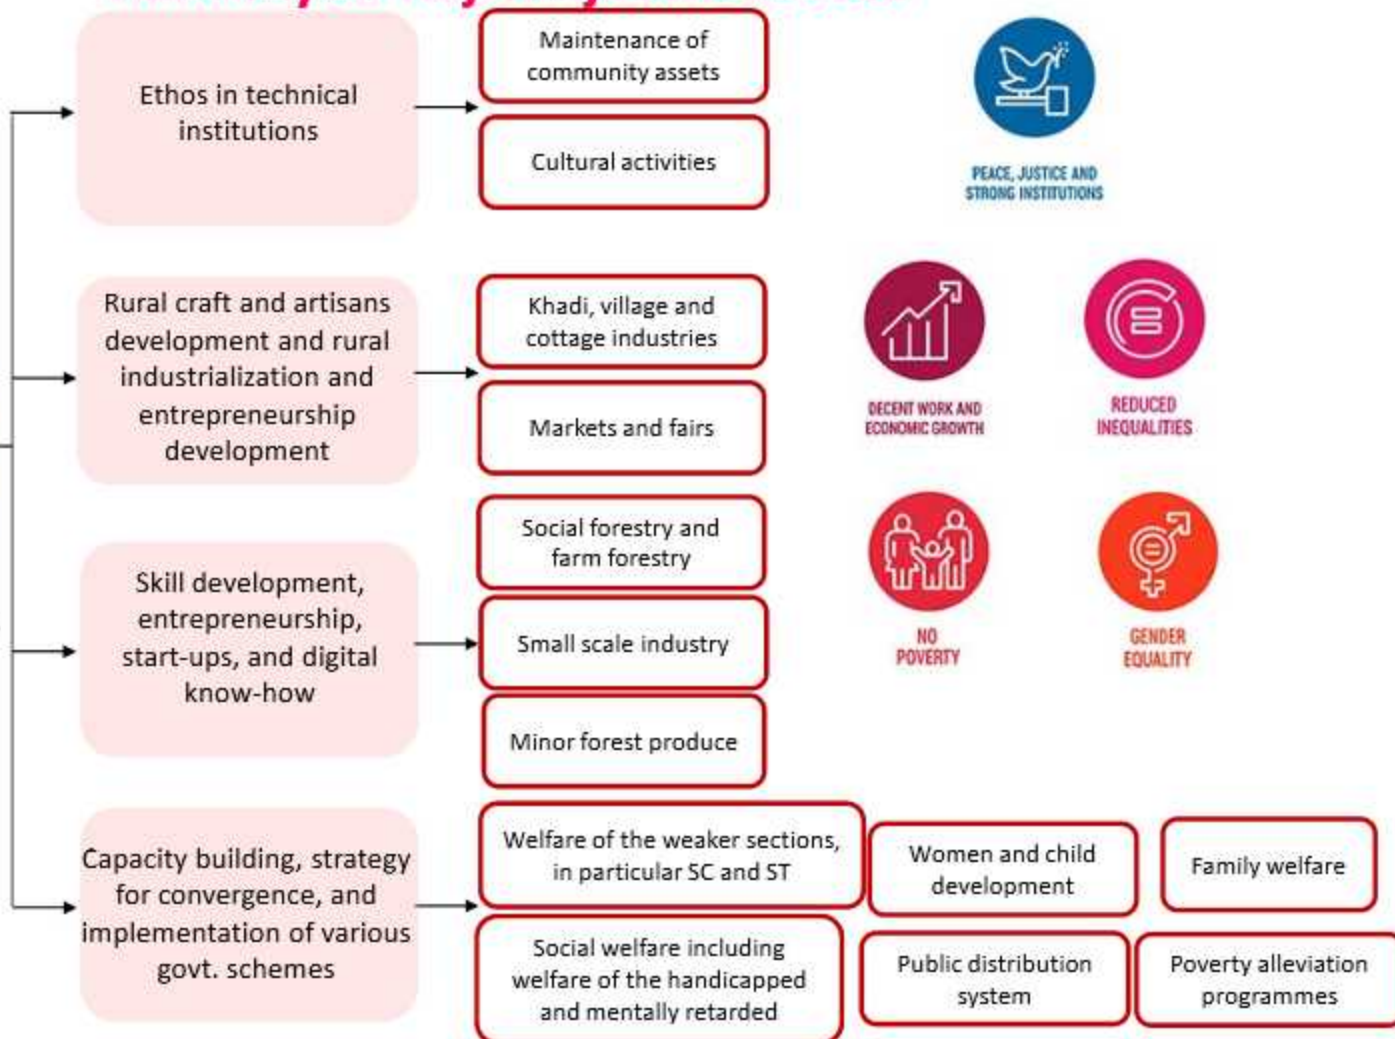 Ethos in technical
institutions
Maintenance of
community assets
Cultural activities
PEACE, JUSTICE AND
STRONG INSTITUTIONS
Rural craft and artisans
development and rural
industrialization and
entrepreneurship
development
Khadi, village and
cottage industries
Markets and fairs
DECENT WORK AND
ECONOMIC GROWTH
REDUCED
INEQUALITIES
Skill development,
entrepreneurship,
start-ups, and digital
know-how
Social forestry and
farm forestry
Small scale industry
Minor forest produce
NO
POVERTY
GENDER
EQUALITY
Capacity building, strategy
for convergence, and
implementation of various
govt. schemes
Welfare of the weaker sections,
in particular SC and ST
Women and child
development
Family welfare
Social welfare including
welfare of the handicapped
and mentally retarded
Public distribution
system
Poverty alleviation
programmes